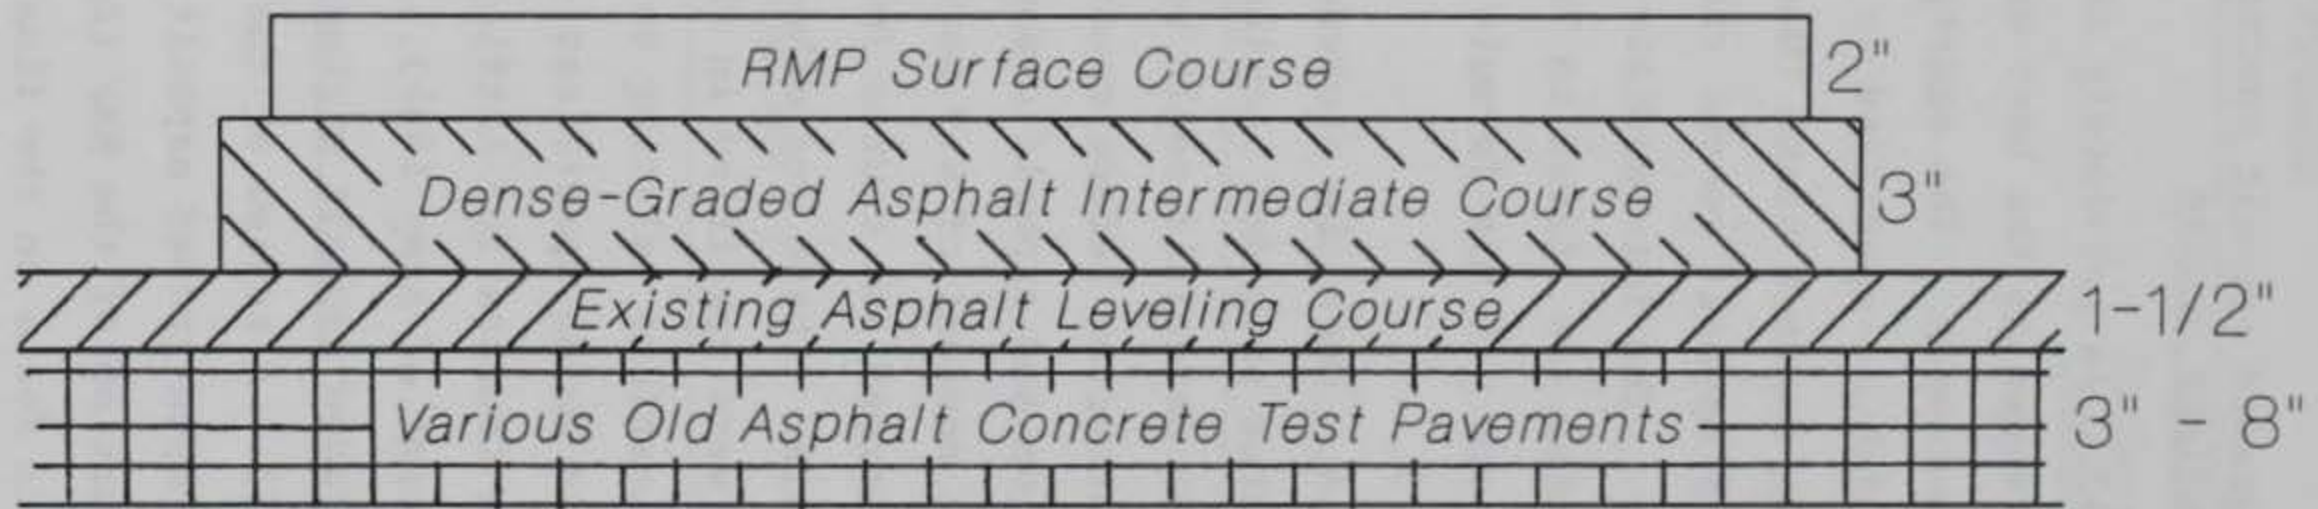 RMP Surface Course 2"
Dense-Graded Asphalt Intermediate Course 3"
Existing Asphalt Leveling Course 1-1/2"
Various Old Asphalt Concrete Test Pavements 3" - 8"